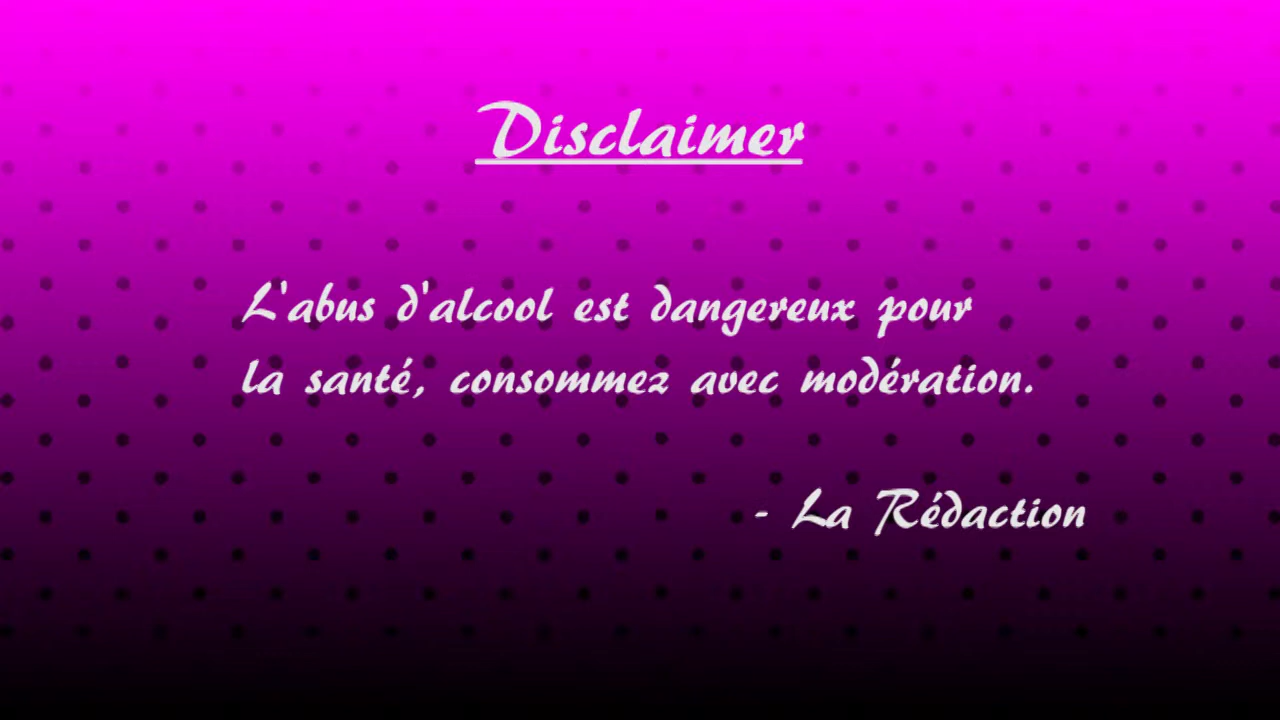 Disclaimer
L'abus d'alcool est dangereux pour
la santé, consommez avec modération.
- La Rédaction